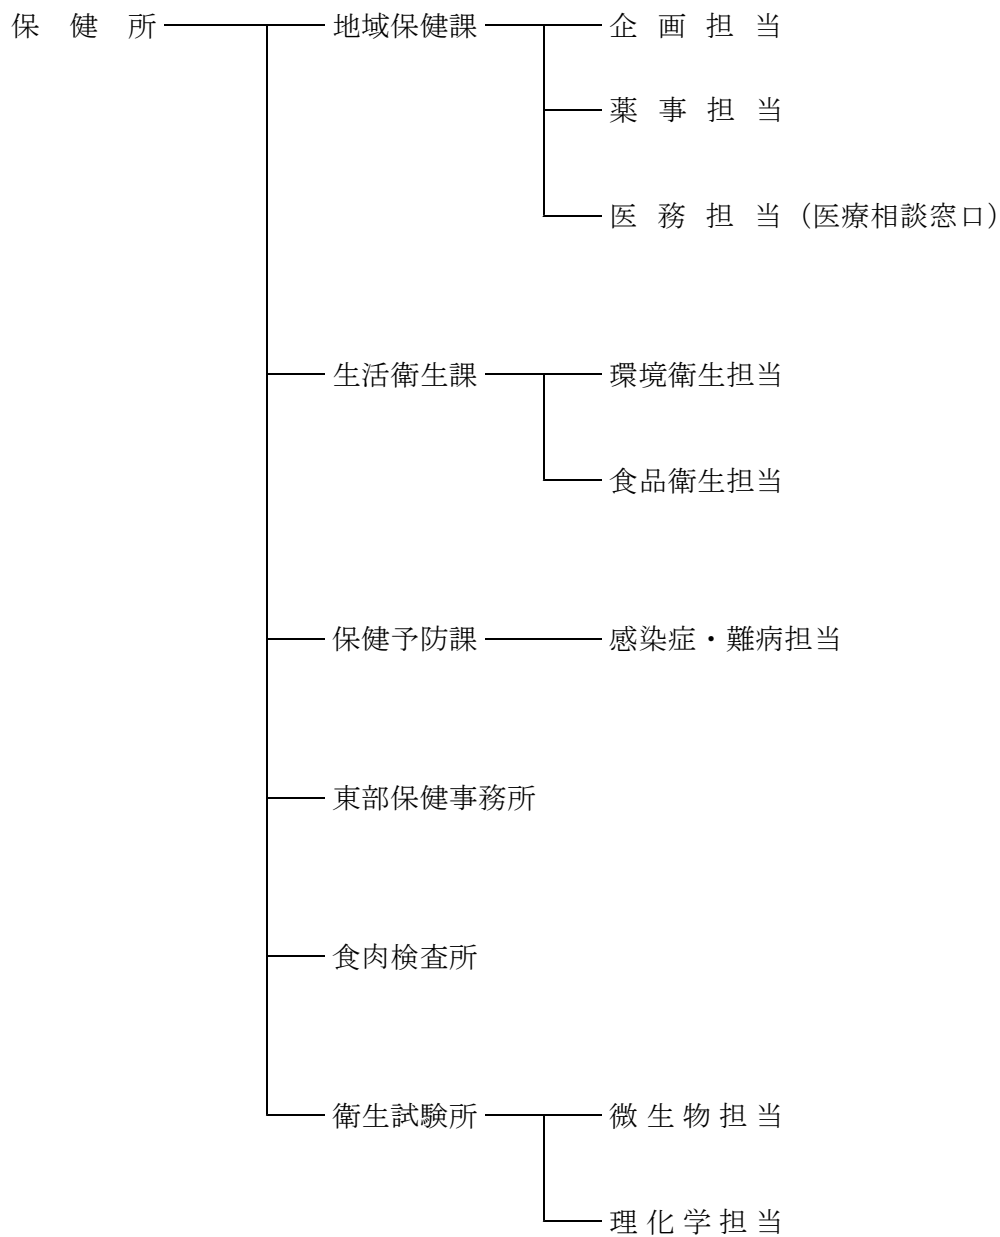 保健所 地域保健課 企画担当
薬事担当
医務担当（医療相談窓口）
生活衛生課 環境衛生担当
食品衛生担当
保健予防課 感染症・難病担当
東部保健事務所
食肉検査所
衛生試験所 微生物担当
理化学担当